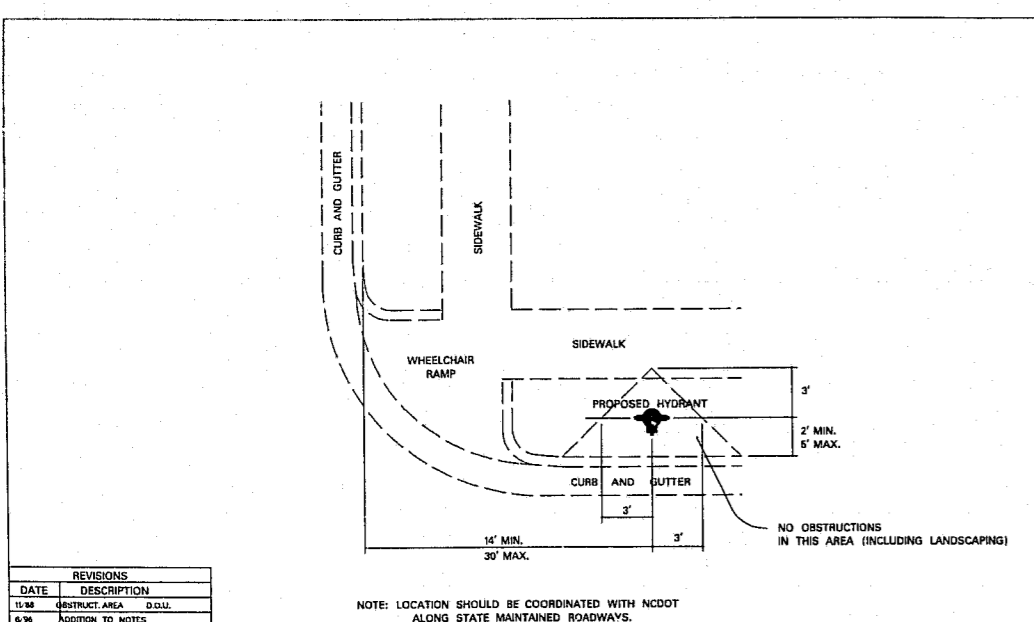 CURB AND GUTTER
SIDEWALK
SIDEWALK
WHEELCHAIR
RAMP
PROPOSED HYDRANT
3'
2' MIN.
5' MAX.
CURB AND GUTTER
3'
3'
14' MIN.
30' MAX.
NO OBSTRUCTIONS
IN THIS AREA (INCLUDING LANDSCAPING)
REVISIONS
DATE DESCRIPTION
11/88 OBSTRUCT. AREA D.O.U.
6/96 ADDITION TO NOTES
NOTE: LOCATION SHOULD BE COORDINATED WITH NCDOT
ALONG STATE MAINTAINED ROADWAYS.